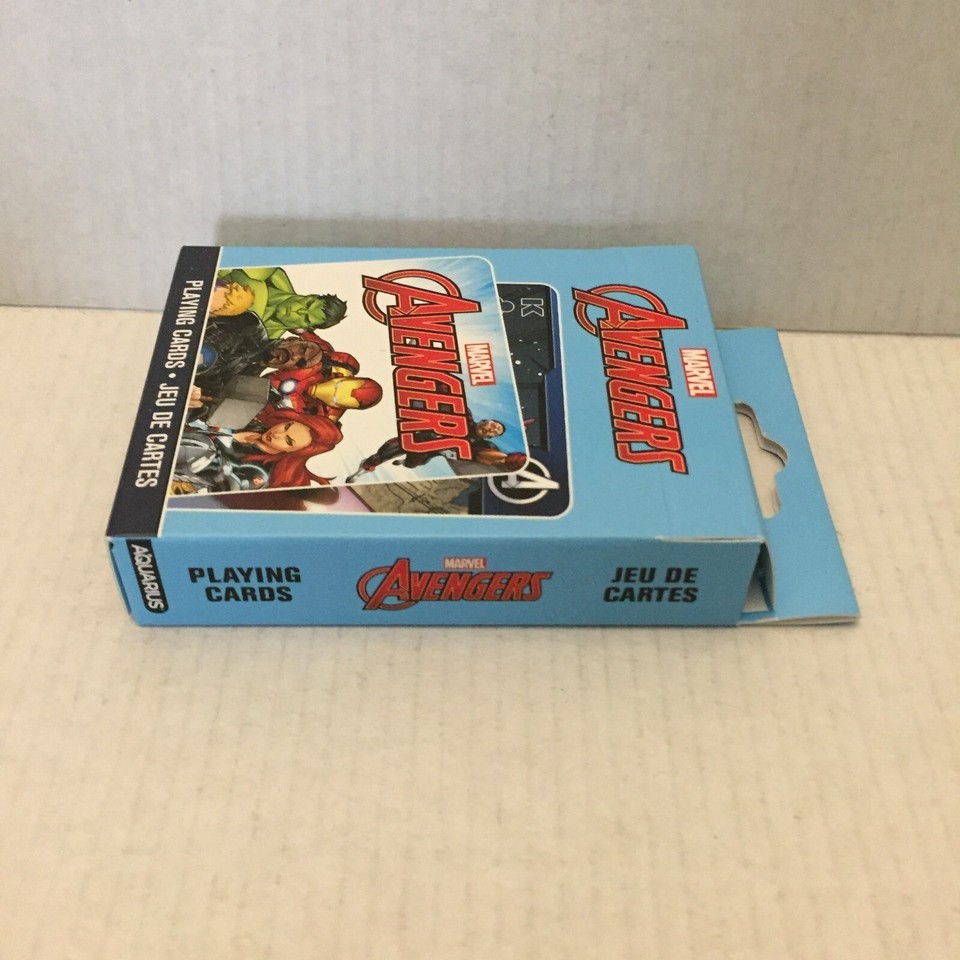 MARVEL
AVENGERS
K
MARVEL
AVENGERS
PLAYING CARDS • JEU DE CARTES
AQUARIUS
PLAYING
CARDS
MARVEL
AVENGERS
JEU DE
CARTES